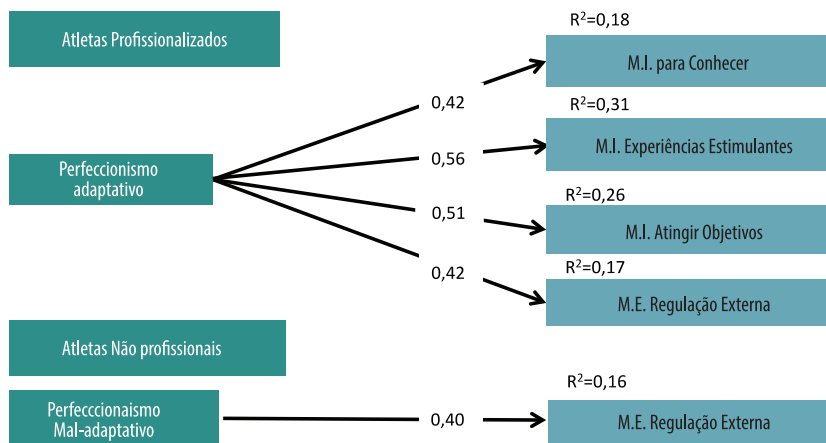 Atletas Profissionalizados
R²=0,18
M.I. para Conhecer
0,42
R²=0,31
M.I. Experiências Estimulantes
0,56
Perfeccionismo
adaptativo
R²=0,26
0,51
M.I. Atingir Objetivos
R²=0,17
0,42
M.E. Regulação Externa
Atletas Não profissionais
R²=0,16
Perfecccionaismo
Mal-adaptativo
0,40
M.E. Regulação Externa